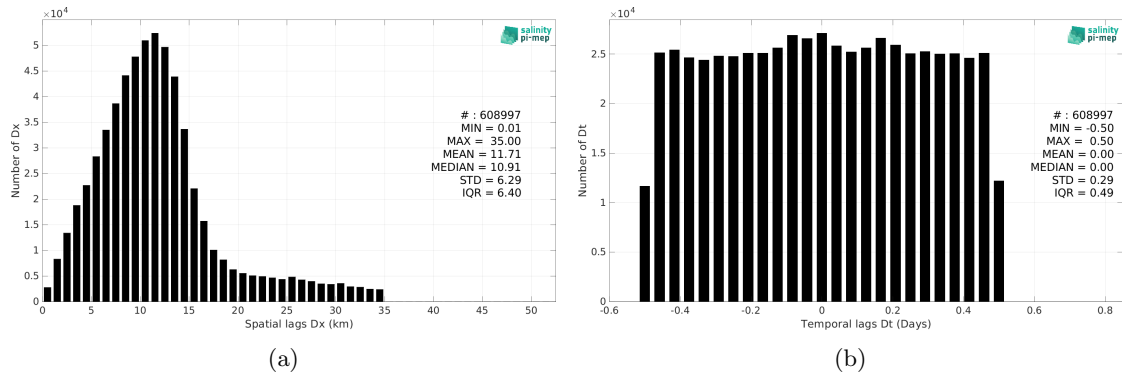 ×10⁴
salinity
pi-mep
5
4.5
4
3.5
3
2.5
2
1.5
1
0.5
0
Number of Dx
# : 608997
MIN = 0.01
MAX = 35.00
MEAN = 11.71
MEDIAN = 10.91
STD = 6.29
IQR = 6.40
0 5 10 15 20 25 30 35 40 45 50
Spatial lags Dx (km)
(a)
×10⁴
salinity
pi-mep
2.5
2
1.5
1
0.5
0
Number of Dt
# : 608997
MIN = -0.50
MAX = 0.50
MEAN = 0.00
MEDIAN = 0.00
STD = 0.29
IQR = 0.49
-0.6 -0.4 -0.2 0 0.2 0.4 0.6 0.8
Temporal lags Dt (Days)
(b)